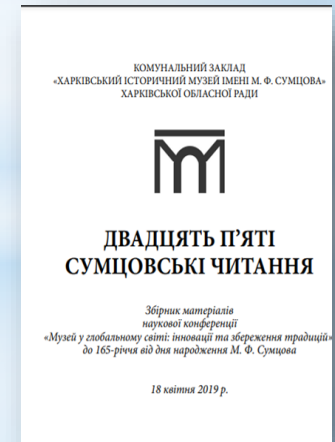 КОМУНАЛЬНИЙ ЗАКЛАД
«ХАРКІВСЬКИЙ ІСТОРИЧНИЙ МУЗЕЙ ІМЕНІ М. Ф. СУМЦОВА»
ХАРКІВСЬКОЇ ОБЛАСНОЇ РАДИ
ДВАДЦЯТЬ П’ЯТІ
СУМЦОВСЬКІ ЧИТАННЯ
Збірник матеріалів
наукової конференції
«Музей у глобальному світі: інновації та збереження традицій»
до 165-річчя від дня народження М. Ф. Сумцова
18 квітня 2019 р.